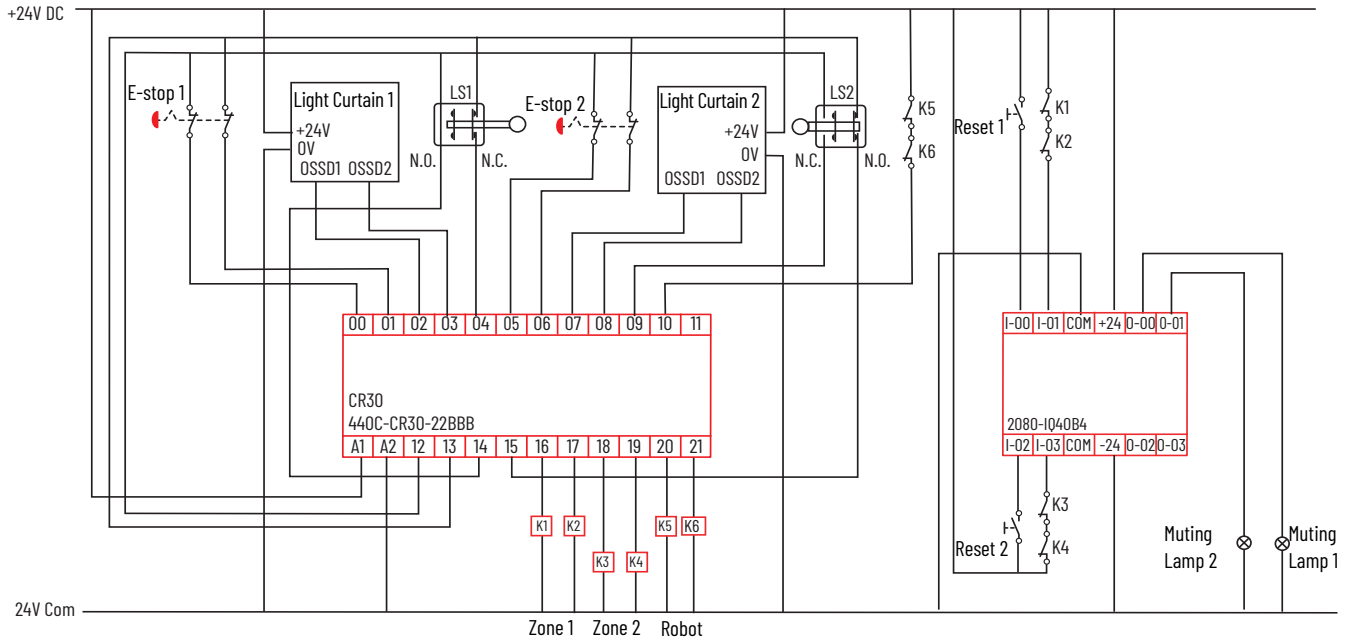 +24V DC
E-stop 1
Light Curtain 1
+24V
0V
OSSD1 OSSD2
LS1
N.O.
N.C.
E-stop 2
Light Curtain 2
+24V
0V
OSSD1 OSSD2
LS2
N.C.
N.O.
K5
K6
Reset 1
K1
K2
00 01 02 03 04 05 06 07 08 09 10 11
CR30
440C-CR30-22BBB
A1 A2 12 13 14 15 16 17 18 19 20 21
I-00 I-01 COM +24 O-00 O-01
2080-IQ40B4
I-02 I-03 COM -24 O-02 O-03
K1 K2 K5 K6
K3 K4
Reset 2
K3
K4
Muting
Lamp 2
Muting
Lamp 1
24V Com
Zone 1 Zone 2 Robot